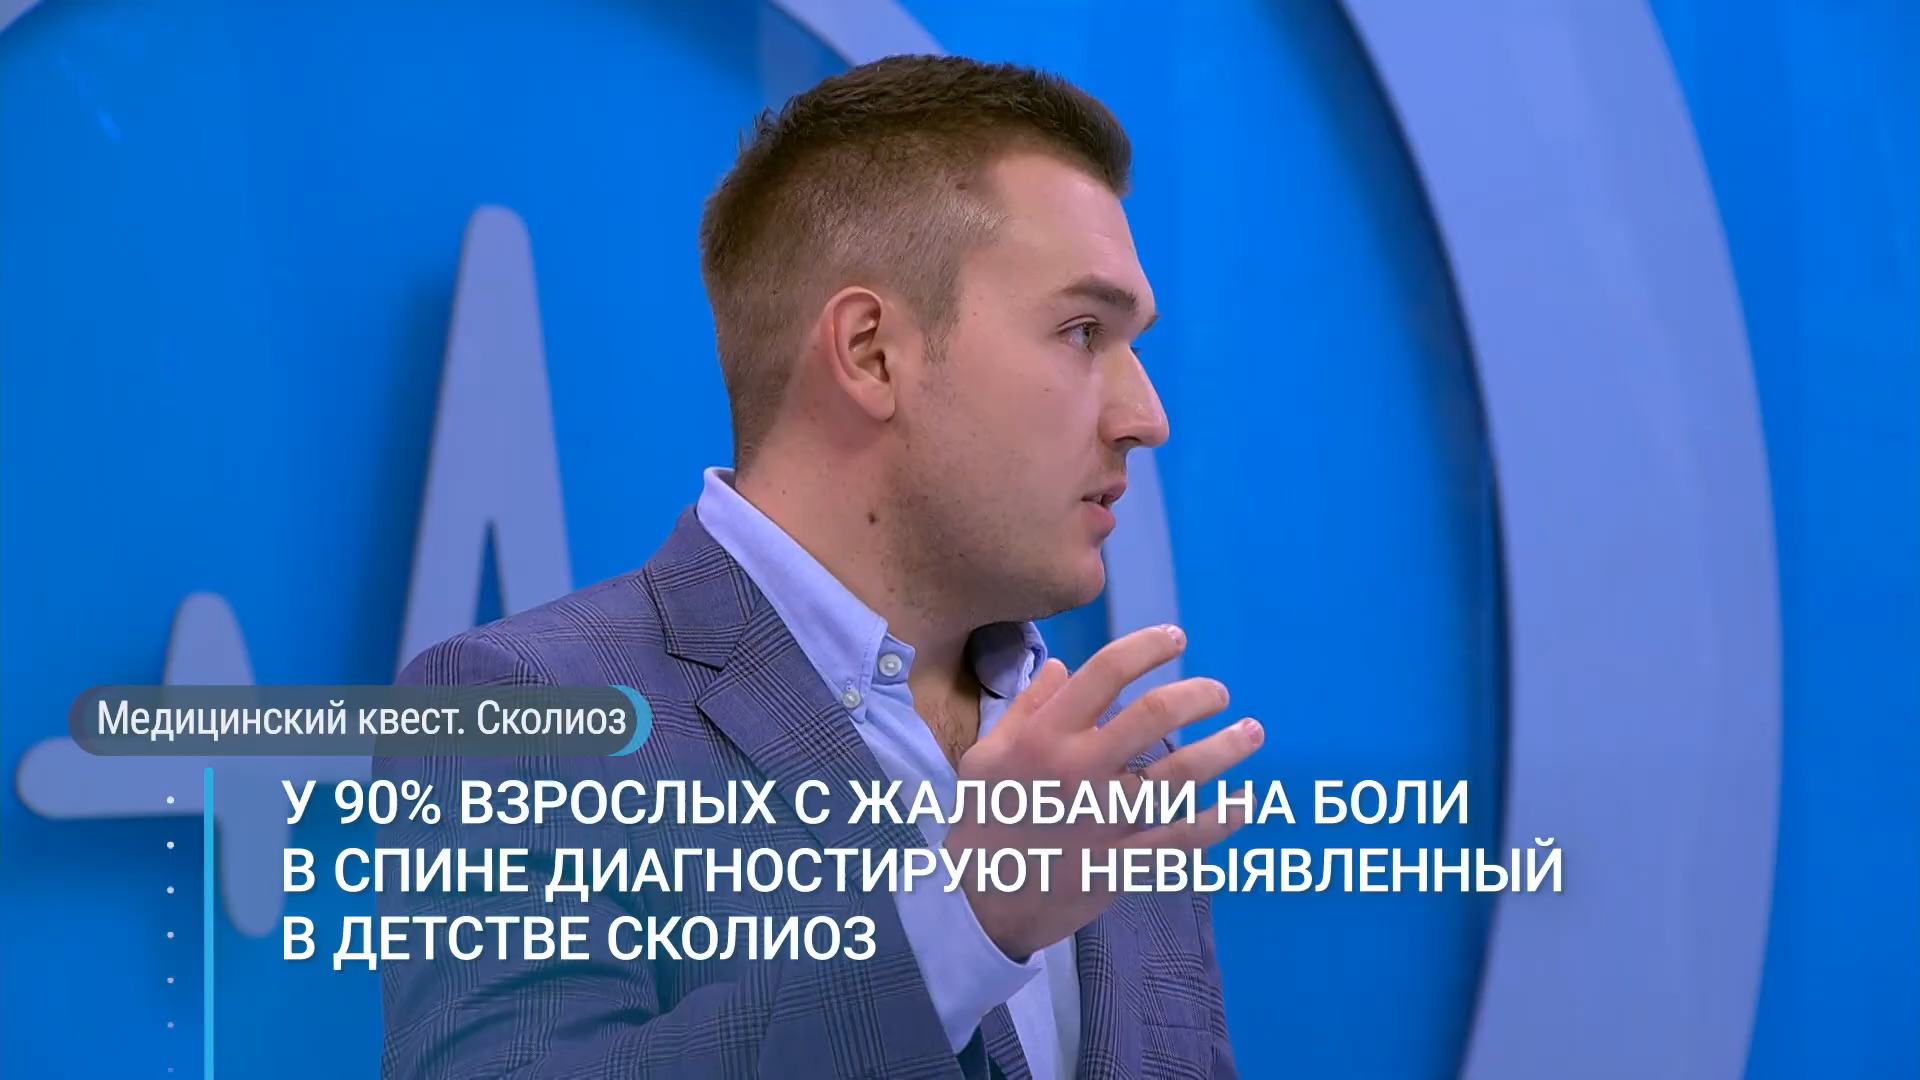 Медицинский квест. Сколиоз
У 90% ВЗРОСЛЫХ С ЖАЛОБАМИ НА БОЛИ
В СПИНЕ ДИАГНОСТИРУЮТ НЕВЫЯВЛЕННЫЙ
В ДЕТСТВЕ СКОЛИОЗ